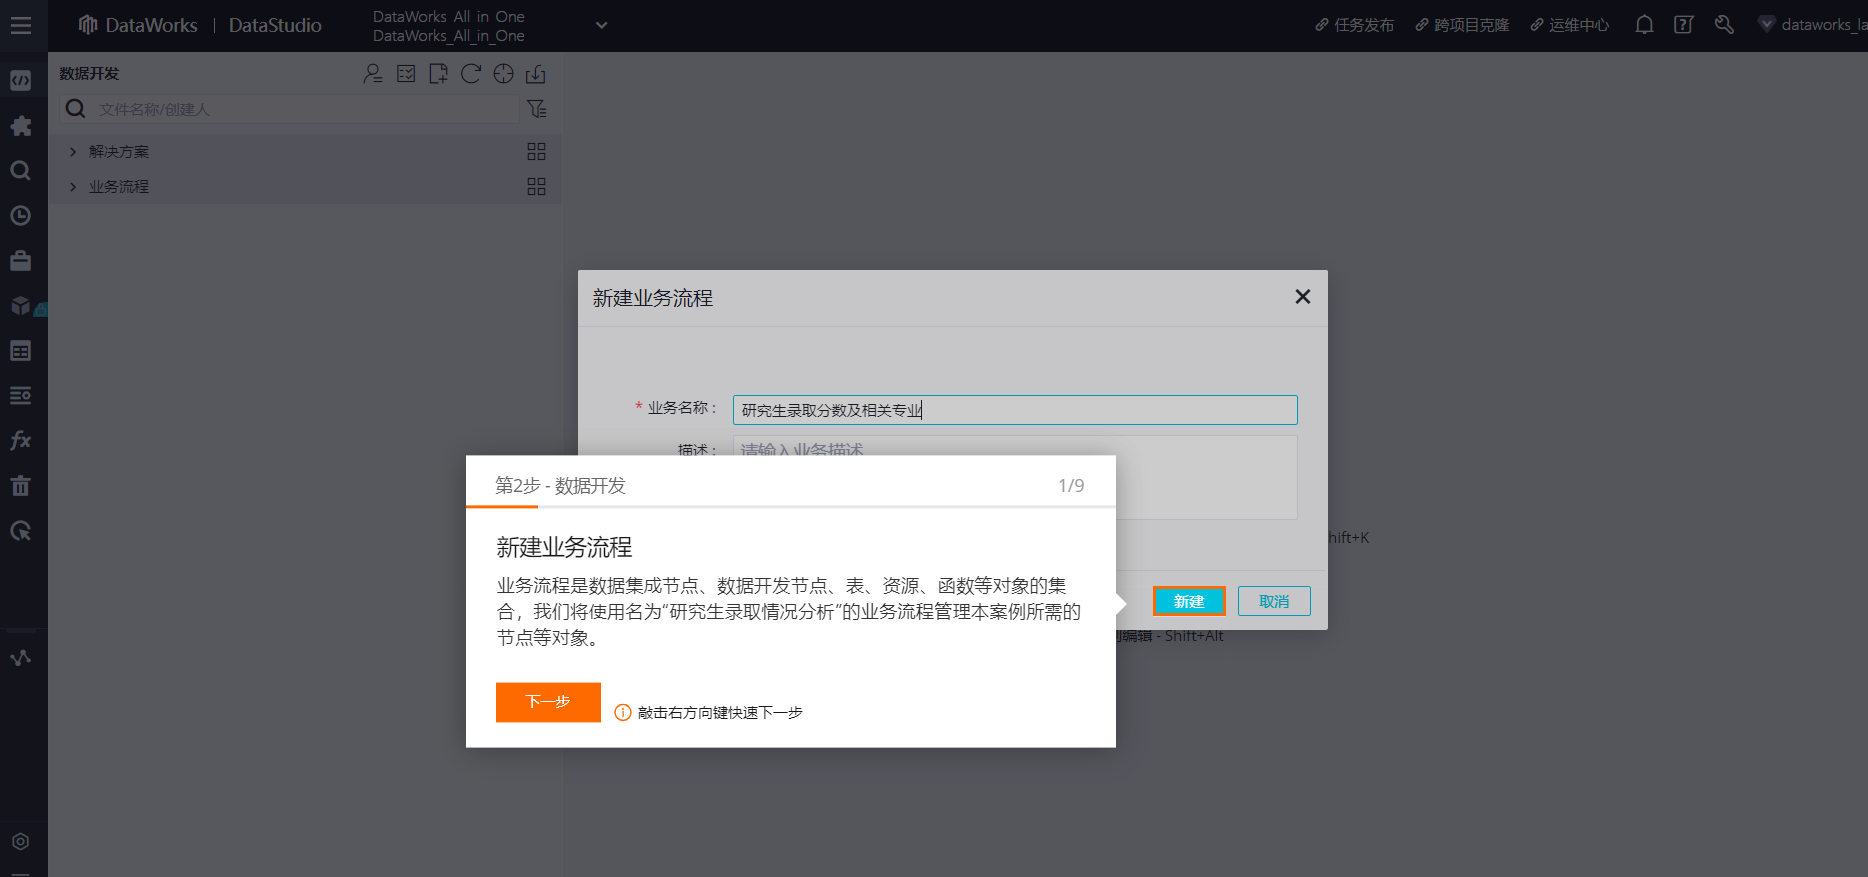 DataWorks | DataStudio
DataWorks All in One
DataWorks_All_in_One
任务发布
跨项目克隆
运维中心
dataworks_la
数据开发
文件名称/创建人
解决方案
业务流程
新建业务流程
* 业务名称：
研究生录取分数及相关专业
描述：
请输入业务描述
第2步 - 数据开发
1/9
新建业务流程
业务流程是数据集成节点、数据开发节点、表、资源、函数等对象的集
合，我们将使用名为“研究生录取情况分析”的业务流程管理本案例所需的
节点等对象。
下一步
敲击右方向键快速下一步
hift+K
新建
取消
编辑 - Shift+Alt